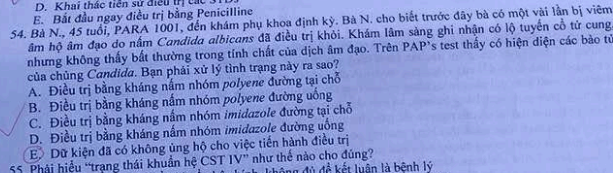 D. Khai thác tiền sử điều trị các STDs
E. Bắt đầu ngay điều trị bằng Penicilline
54. Bà N., 45 tuổi, PARA 1001, đến khám phụ khoa định kỳ. Bà N. cho biết trước đây bà có một vài lần bị viêm
âm hộ âm đạo do nấm Candida albicans đã điều trị khỏi. Khám lâm sàng ghi nhận có lộ tuyến cổ tử cung,
nhưng không thấy bất thường trong tính chất của dịch âm đạo. Trên PAP's test thấy có hiện diện các bào tử
của chủng Candida. Bạn phải xử lý tình trạng này ra sao?
A. Điều trị bằng kháng nấm nhóm polyene đường tại chỗ
B. Điều trị bằng kháng nấm nhóm polyene đường uống
C. Điều trị bằng kháng nấm nhóm imidazole đường tại chỗ
D. Điều trị bằng kháng nấm nhóm imidazole đường uống
E. Dữ kiện đã có không ủng hộ cho việc tiến hành điều trị
55. Phải hiểu “trạng thái khuẩn hệ CST IV” như thế nào cho đúng?
không đủ để kết luận là bệnh lý